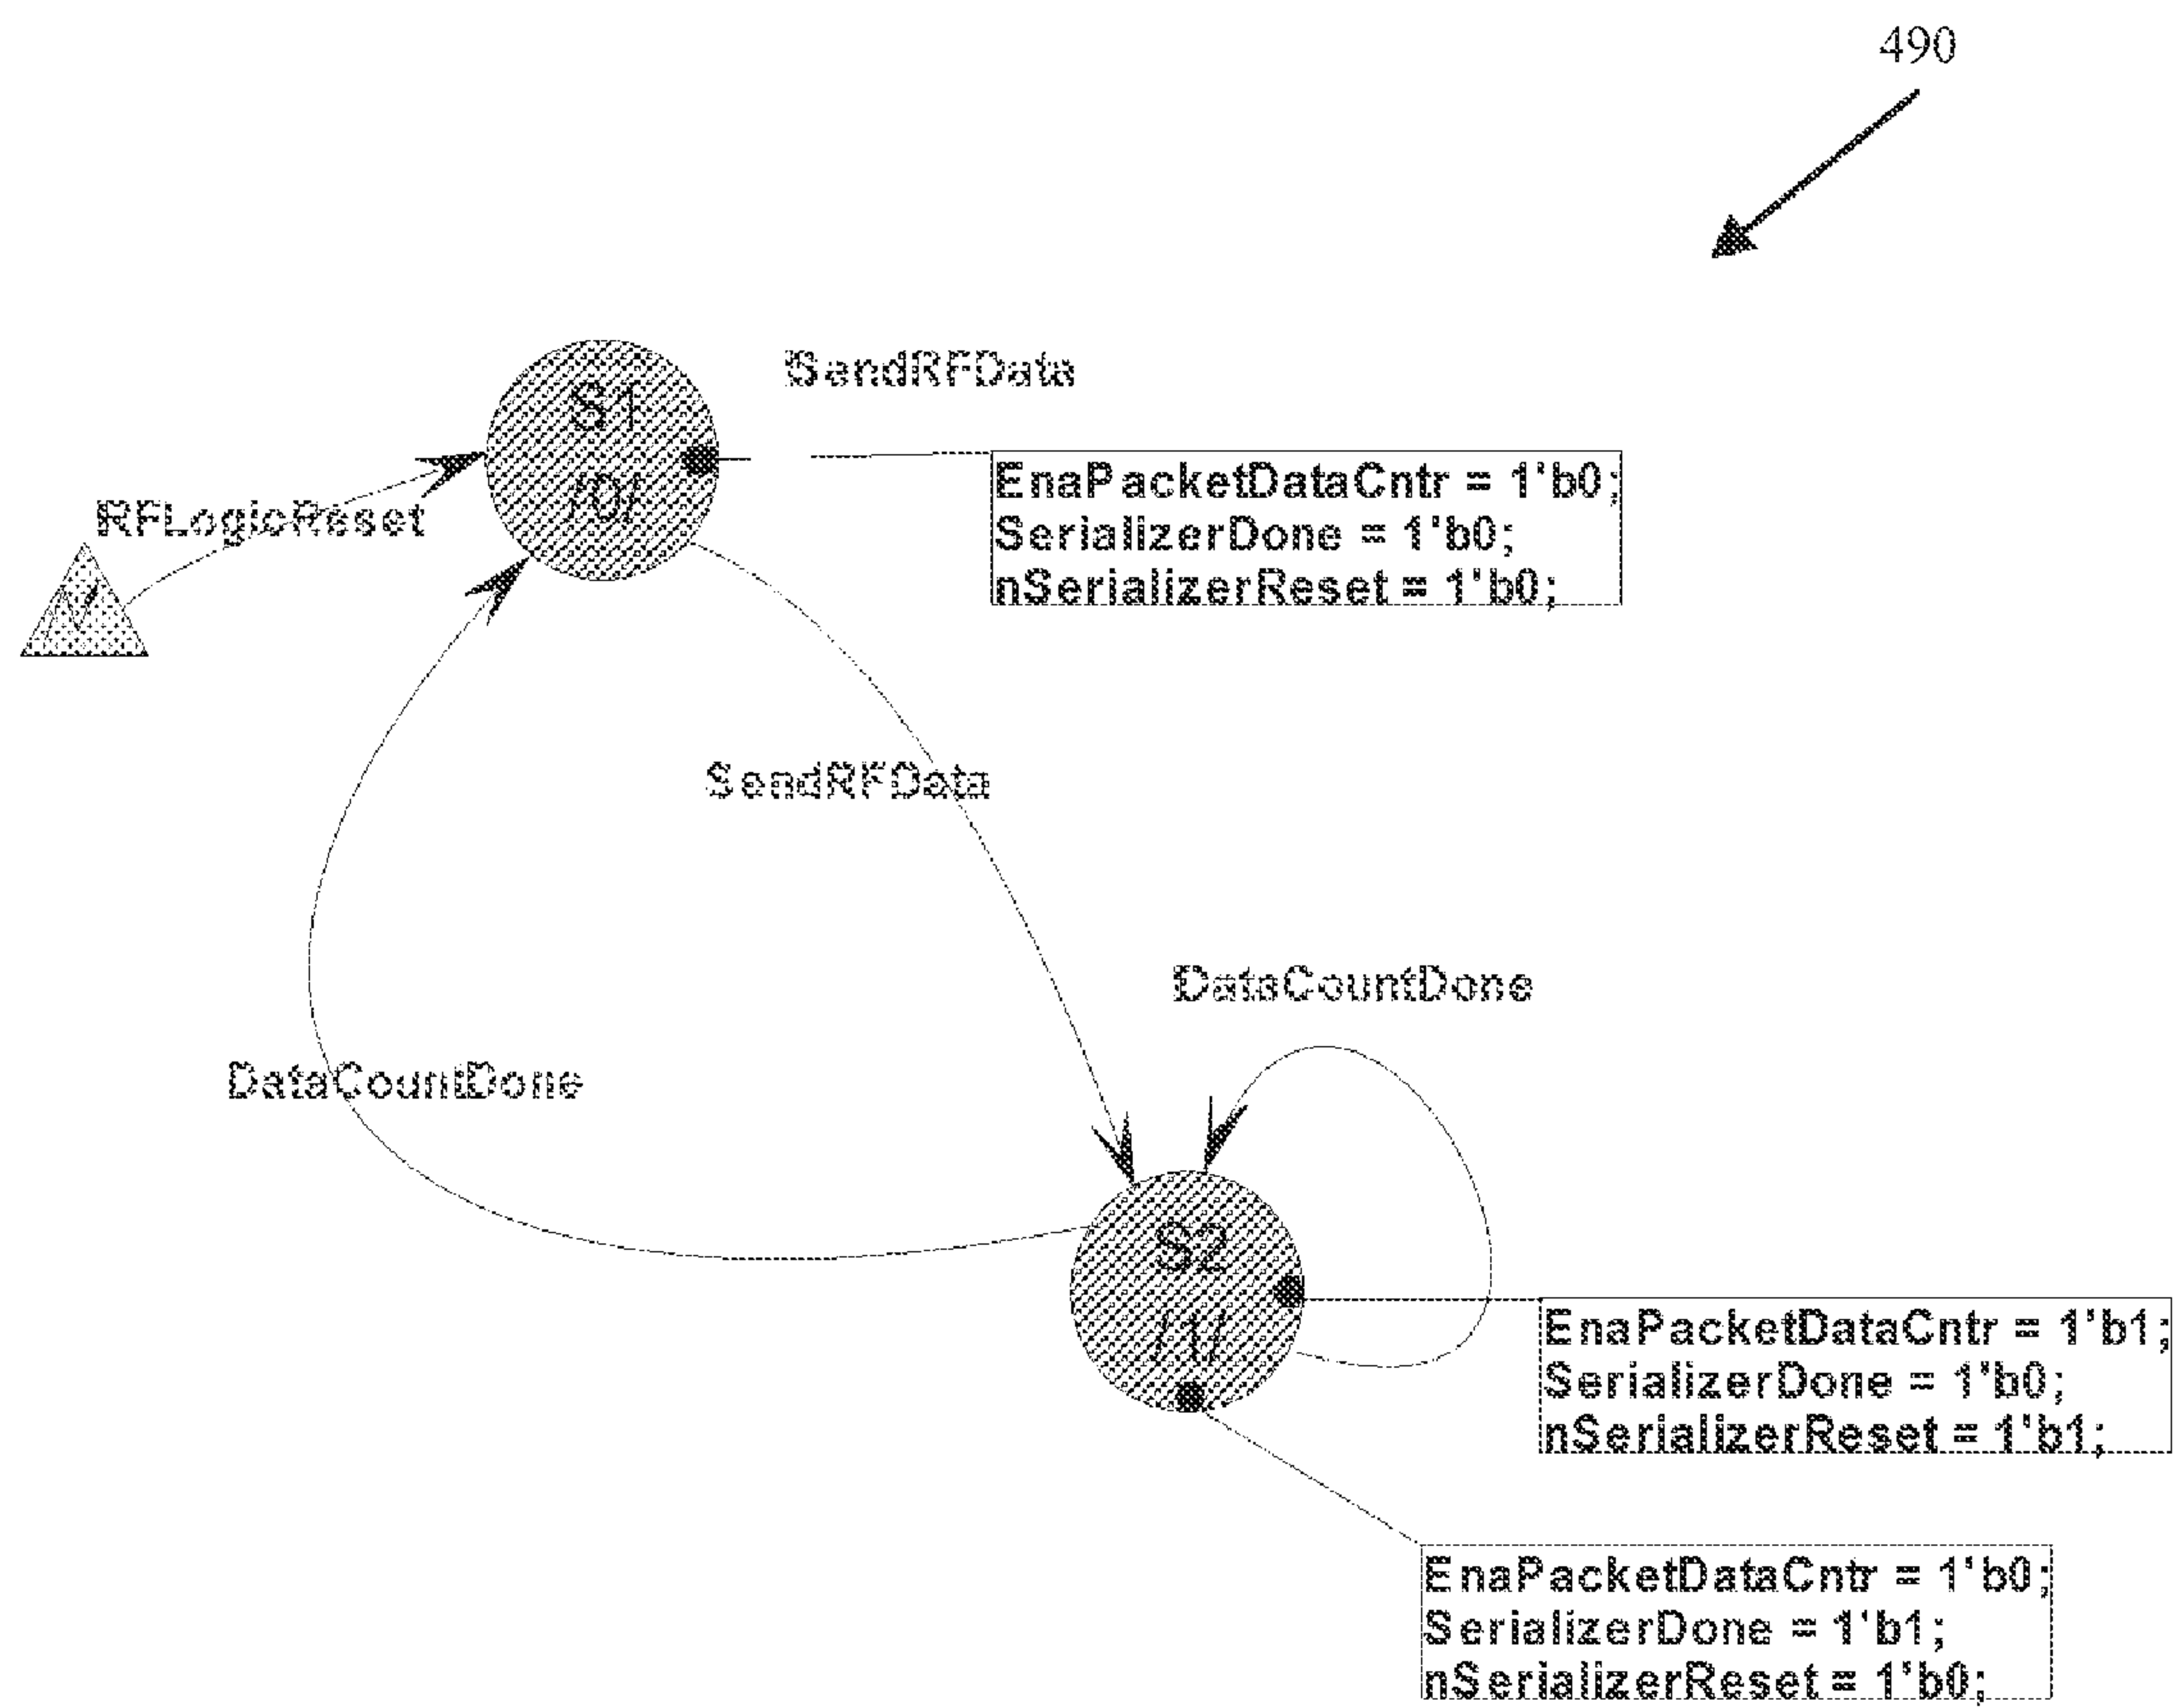 490
SendRFData
S1
/0/
EnaPacketDataCntr = 1'b0;
SerializerDone = 1'b0;
nSerializerReset = 1'b0;
RFLogicReset
SendRFData
DataCountDone
DataCountDone
S2
/1/
EnaPacketDataCntr = 1'b1;
SerializerDone = 1'b0;
nSerializerReset = 1'b1;
EnaPacketDataCntr = 1'b0;
SerializerDone = 1'b1;
nSerializerReset = 1'b0;